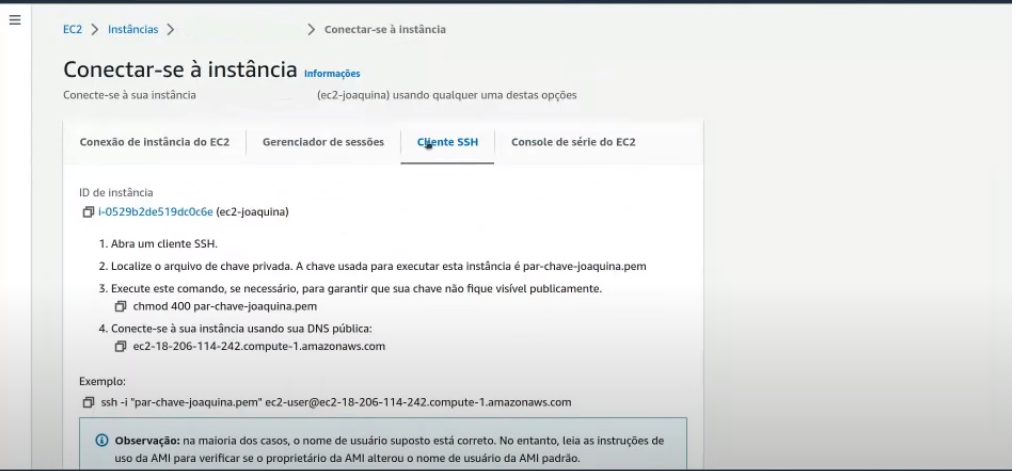 EC2 > Instâncias > > Conectar-se à instância
Conectar-se à instância Informações
Conecte-se à sua instância (ec2-joaquina) usando qualquer uma destas opções
Conexão de instância do EC2 Gerenciador de sessões Cliente SSH Console de série do EC2
ID de instância
i-0529b2de519dc0c6e (ec2-joaquina)
1. Abra um cliente SSH.
2. Localize o arquivo de chave privada. A chave usada para executar esta instância é par-chave-joaquina.pem
3. Execute este comando, se necessário, para garantir que sua chave não fique visível publicamente.
chmod 400 par-chave-joaquina.pem
4. Conecte-se à sua instância usando sua DNS pública:
ec2-18-206-114-242.compute-1.amazonaws.com
Exemplo:
ssh -i "par-chave-joaquina.pem" ec2-user@ec2-18-206-114-242.compute-1.amazonaws.com
Observação: na maioria dos casos, o nome de usuário suposto está correto. No entanto, leia as instruções de
uso da AMI para verificar se o proprietário da AMI alterou o nome de usuário da AMI padrão.